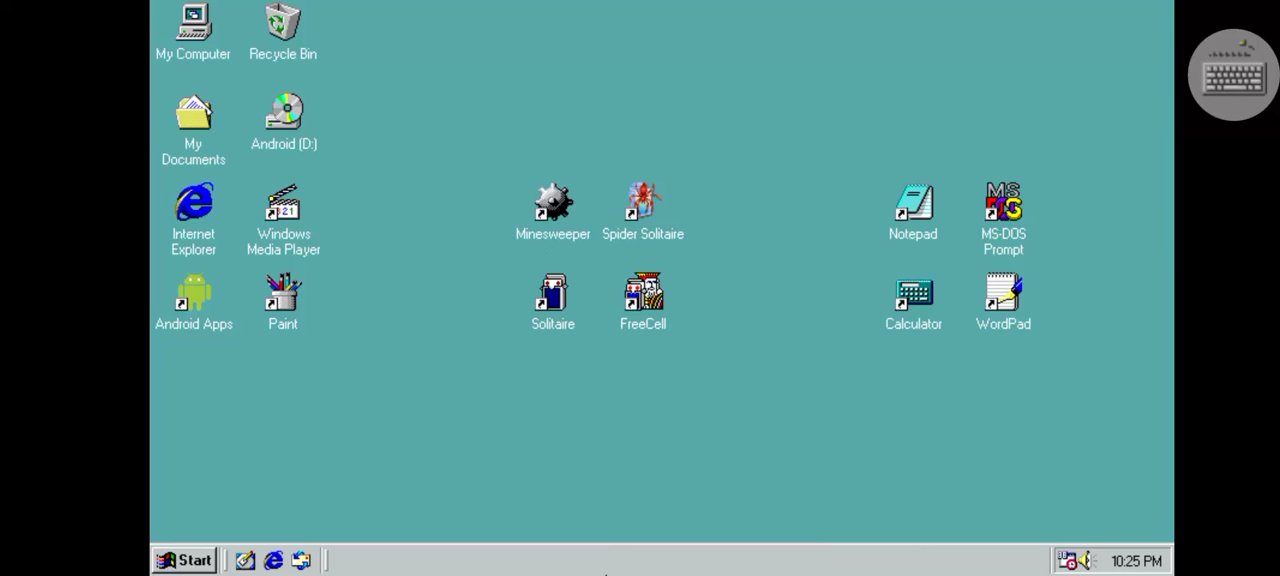 My Computer
Recycle Bin
My
Documents
Android (D:)
Internet
Explorer
Windows
Media Player
Minesweeper
Spider Solitaire
Notepad
MS-DOS
Prompt
Android Apps
Paint
Solitaire
FreeCell
Calculator
WordPad
Start
10:25 PM